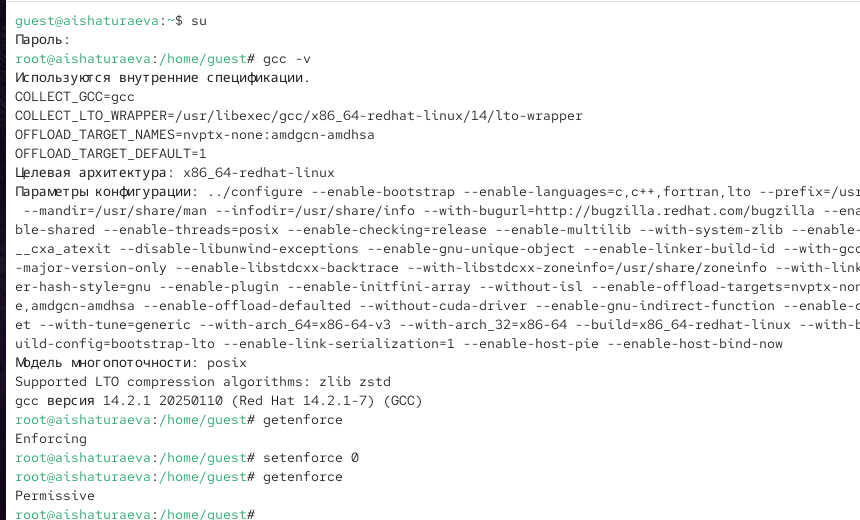 guest@aishaturaeva:~$ su
Пароль:
root@aishaturaeva:/home/guest# gcc -v
Используются внутренние спецификации.
COLLECT_GCC=gcc
COLLECT_LTO_WRAPPER=/usr/libexec/gcc/x86_64-redhat-linux/14/lto-wrapper
OFFLOAD_TARGET_NAMES=nvptx-none:amdgcn-amdhsa
OFFLOAD_TARGET_DEFAULT=1
Целевая архитектура: x86_64-redhat-linux
Параметры конфигурации: ../configure --enable-bootstrap --enable-languages=c,c++,fortran,lto --prefix=/usr
--mandir=/usr/share/man --infodir=/usr/share/info --with-bugurl=http://bugzilla.redhat.com/bugzilla --ena
ble-shared --enable-threads=posix --enable-checking=release --enable-multilib --with-system-zlib --enable-
__cxa_atexit --disable-libunwind-exceptions --enable-gnu-unique-object --enable-linker-build-id --with-gcc
-major-version-only --enable-libstdcxx-backtrace --with-libstdcxx-zoneinfo=/usr/share/zoneinfo --with-link
er-hash-style=gnu --enable-plugin --enable-initfini-array --without-isl --enable-offload-targets=nvptx-non
e,amdgcn-amdhsa --enable-offload-defaulted --without-cuda-driver --enable-gnu-indirect-function --enable-c
et --with-tune=generic --with-arch_64=x86-64-v3 --with-arch_32=x86-64 --build=x86_64-redhat-linux --with-b
uild-config=bootstrap-lto --enable-link-serialization=1 --enable-host-pie --enable-host-bind-now
Модель многопоточности: posix
Supported LTO compression algorithms: zlib zstd
gcc версия 14.2.1 20250110 (Red Hat 14.2.1-7) (GCC)
root@aishaturaeva:/home/guest# getenforce
Enforcing
root@aishaturaeva:/home/guest# setenforce 0
root@aishaturaeva:/home/guest# getenforce
Permissive
root@aishaturaeva:/home/guest#